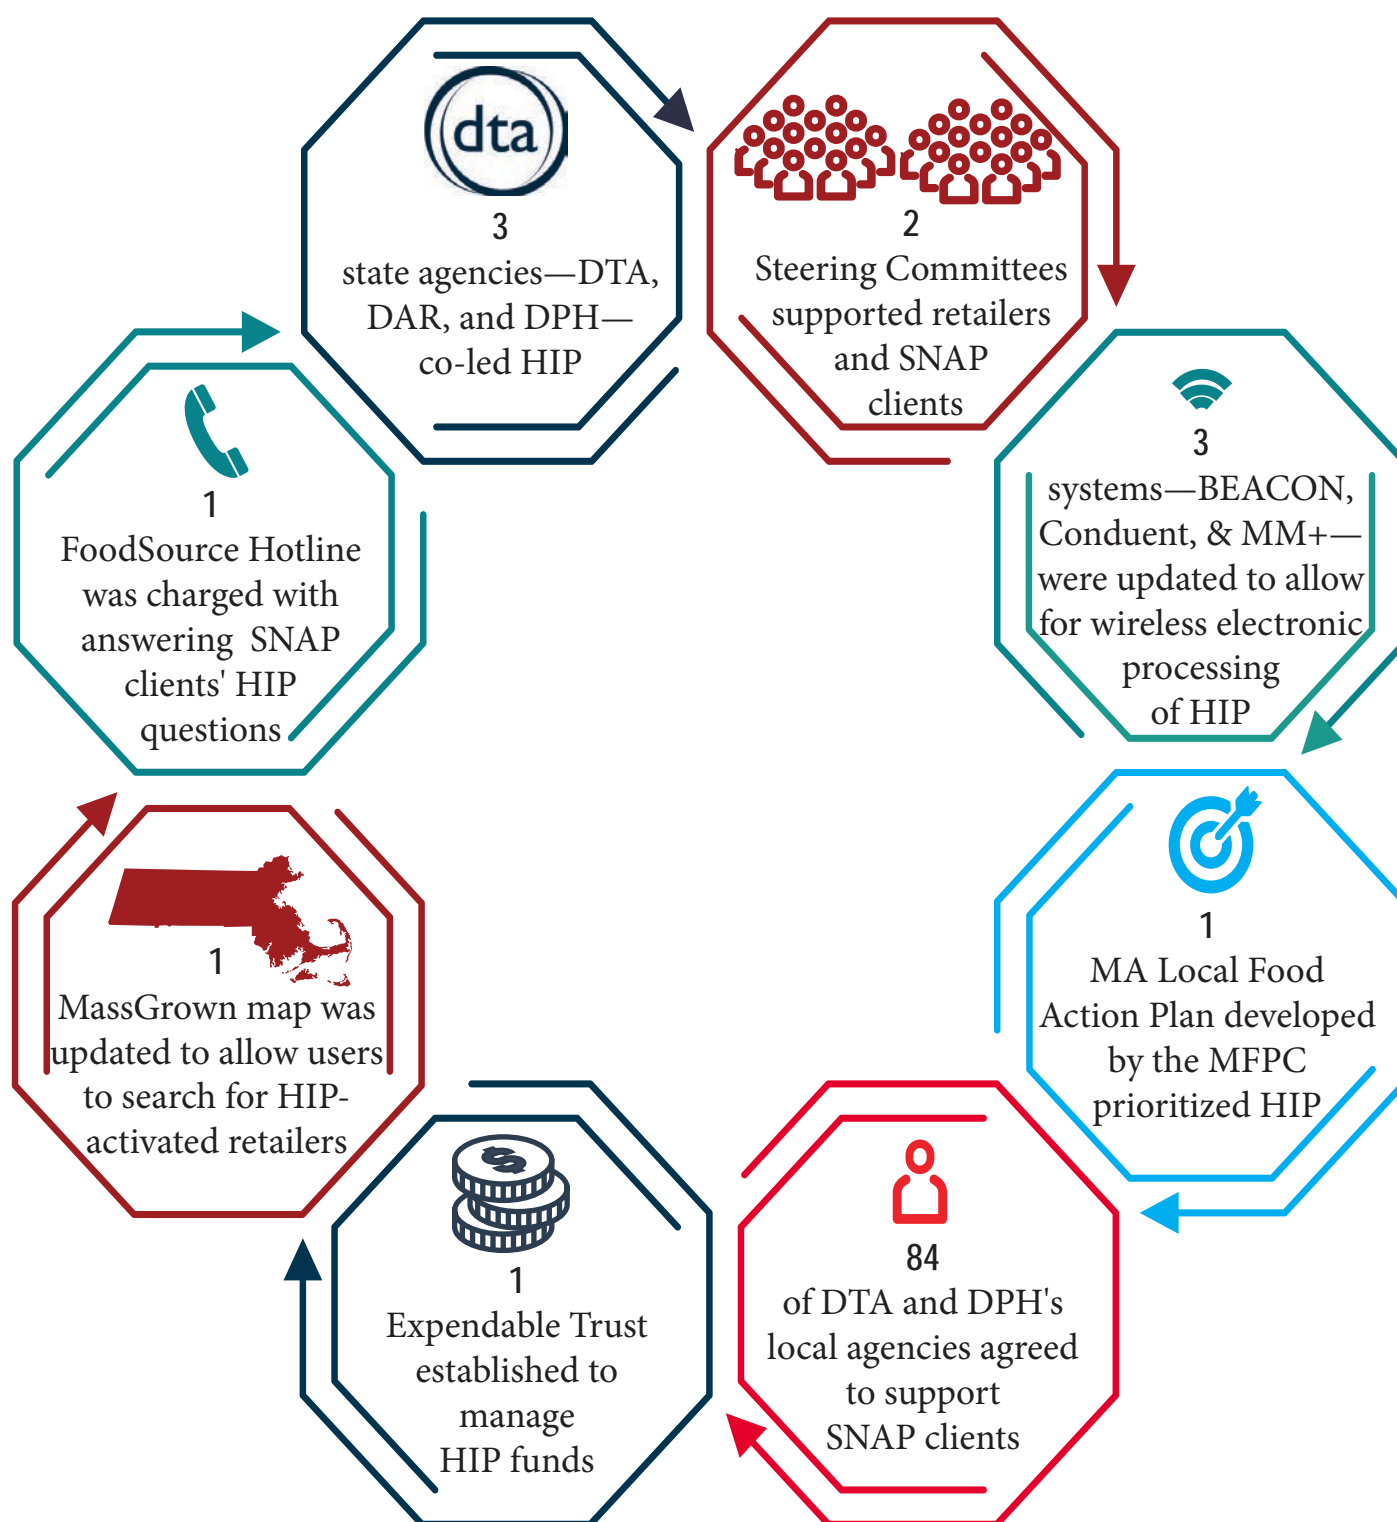 dta
3
state agencies—DTA,
DAR, and DPH—
co-led HIP
2
Steering Committees
supported retailers
and SNAP
clients
3
systems—BEACON,
Conduent, & MM+—
were updated to allow
for wireless electronic
processing
of HIP
1
MA Local Food
Action Plan developed
by the MFPC
prioritized HIP
84
of DTA and DPH's
local agencies agreed
to support
SNAP clients
$
1
Expendable Trust
established to
manage
HIP funds
1
MassGrown map was
updated to allow users
to search for HIP-
activated retailers
1
FoodSource Hotline
was charged with
answering SNAP
clients' HIP
questions